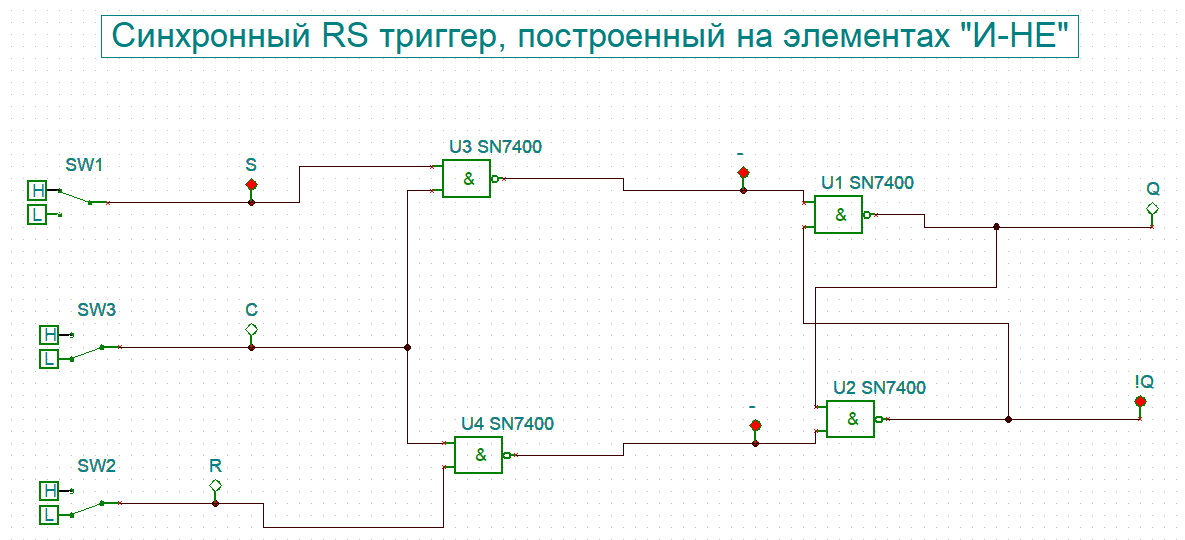 Синхронный RS триггер, построенный на элементах "И-НЕ"
U3 SN7400
SW1
S
-
H
&
U1 SN7400
Q
L
&
SW3
C
H
L
U2 SN7400
!Q
-
&
U4 SN7400
&
SW2
R
H
L